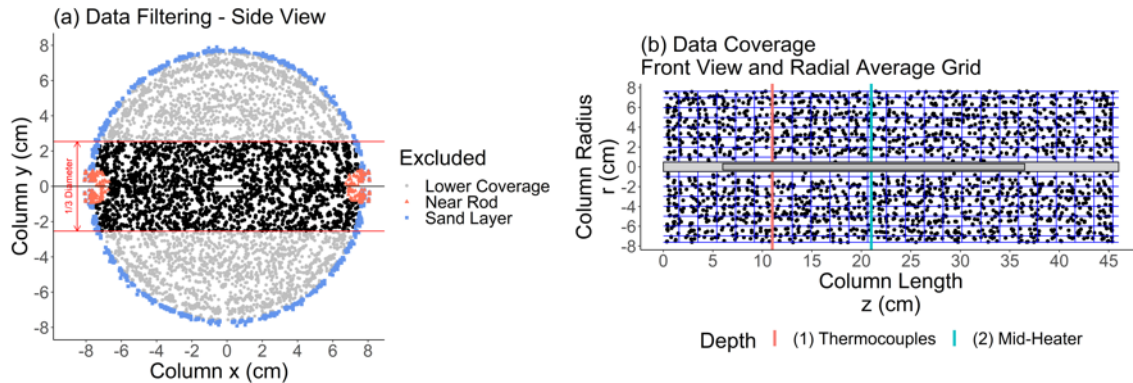 (a) Data Filtering - Side View
8
6
4
2
0
-2
-4
-6
-8
Column y (cm)
1/3 Diameter
-8 -6 -4 -2 0 2 4 6 8
Column x (cm)
Excluded
Lower Coverage
Near Rod
Sand Layer
(b) Data Coverage
Front View and Radial Average Grid
8
6
4
2
0
-2
-4
-6
-8
Column Radius
r (cm)
0 5 10 15 20 25 30 35 40 45
Column Length
z (cm)
Depth (1) Thermocouples (2) Mid-Heater